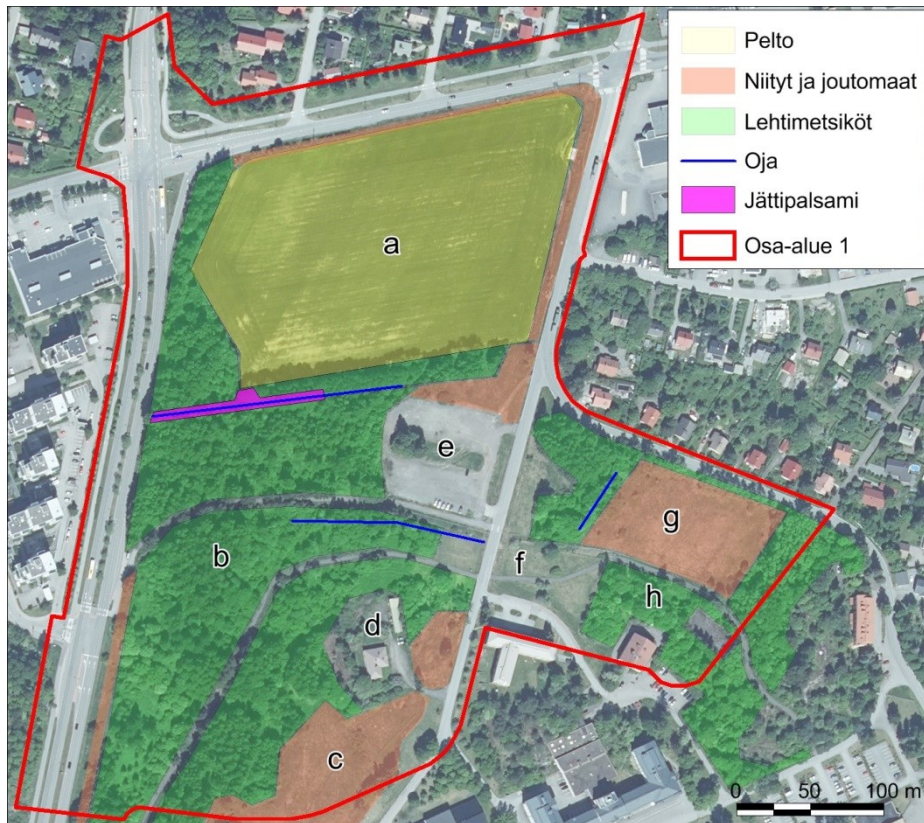 Pelto
Niityt ja joutomaat
Lehtimetsiköt
Oja
Jättipalsami
Osa-alue 1
a
e
g
b
f
h
d
c
0 50 100 m